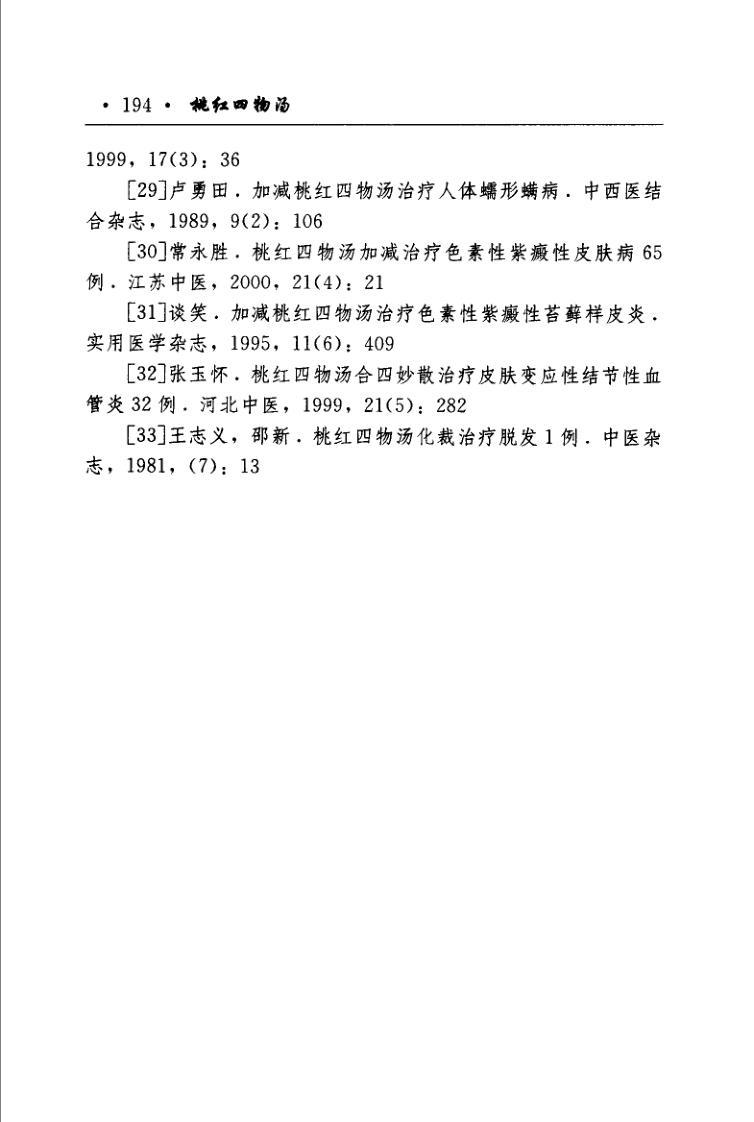 · 194 · 桃红四物汤
1999，17(3)：36
[29]卢勇田．加减桃红四物汤治疗人体蠕形螨病．中西医结
合杂志，1989，9(2)：106
[30]常永胜．桃红四物汤加减治疗色素性紫癜性皮肤病 65
例．江苏中医，2000，21(4)：21
[31]谈笑．加减桃红四物汤治疗色素性紫癜性苔藓样皮炎．
实用医学杂志，1995，11(6)：409
[32]张玉怀．桃红四物汤合四妙散治疗皮肤变应性结节性血
管炎 32 例．河北中医，1999，21(5)：282
[33]王志义，邵新．桃红四物汤化裁治疗脱发 1 例．中医杂
志，1981，(7)：13